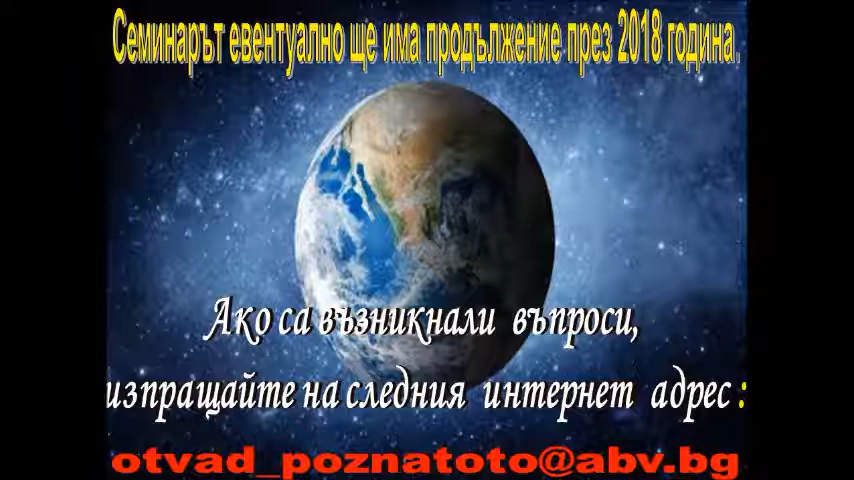 Семинарът евентуално ще има продължение през 2018 година.
Ако са възникнали въпроси,
изпращайте на следния интернет адрес :
otvad_poznatoto@abv.bg